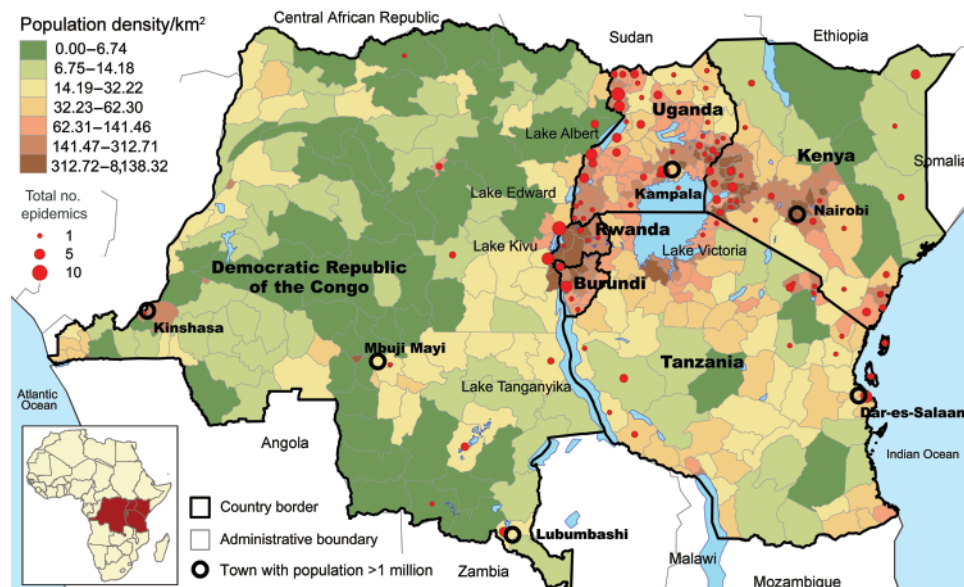 Population density/km²
0.00–6.74
6.75–14.18
14.19–32.22
32.23–62.30
62.31–141.46
141.47–312.71
312.72–8,138.32
Total no.
epidemics
1
5
10
Central African Republic
Sudan
Ethiopia
Uganda
Lake Albert
Kenya
Somalia
Lake Edward
Kampala
Nairobi
Rwanda
Lake Kivu
Lake Victoria
Democratic Republic
of the Congo
Burundi
Kinshasa
Mbuji Mayi
Tanzania
Lake Tanganyika
Atlantic
Ocean
Dar-es-Salaam
Angola
Indian Ocean
Country border
Administrative boundary
Town with population >1 million
Lubumbashi
Zambia
Malawi
Mozambique